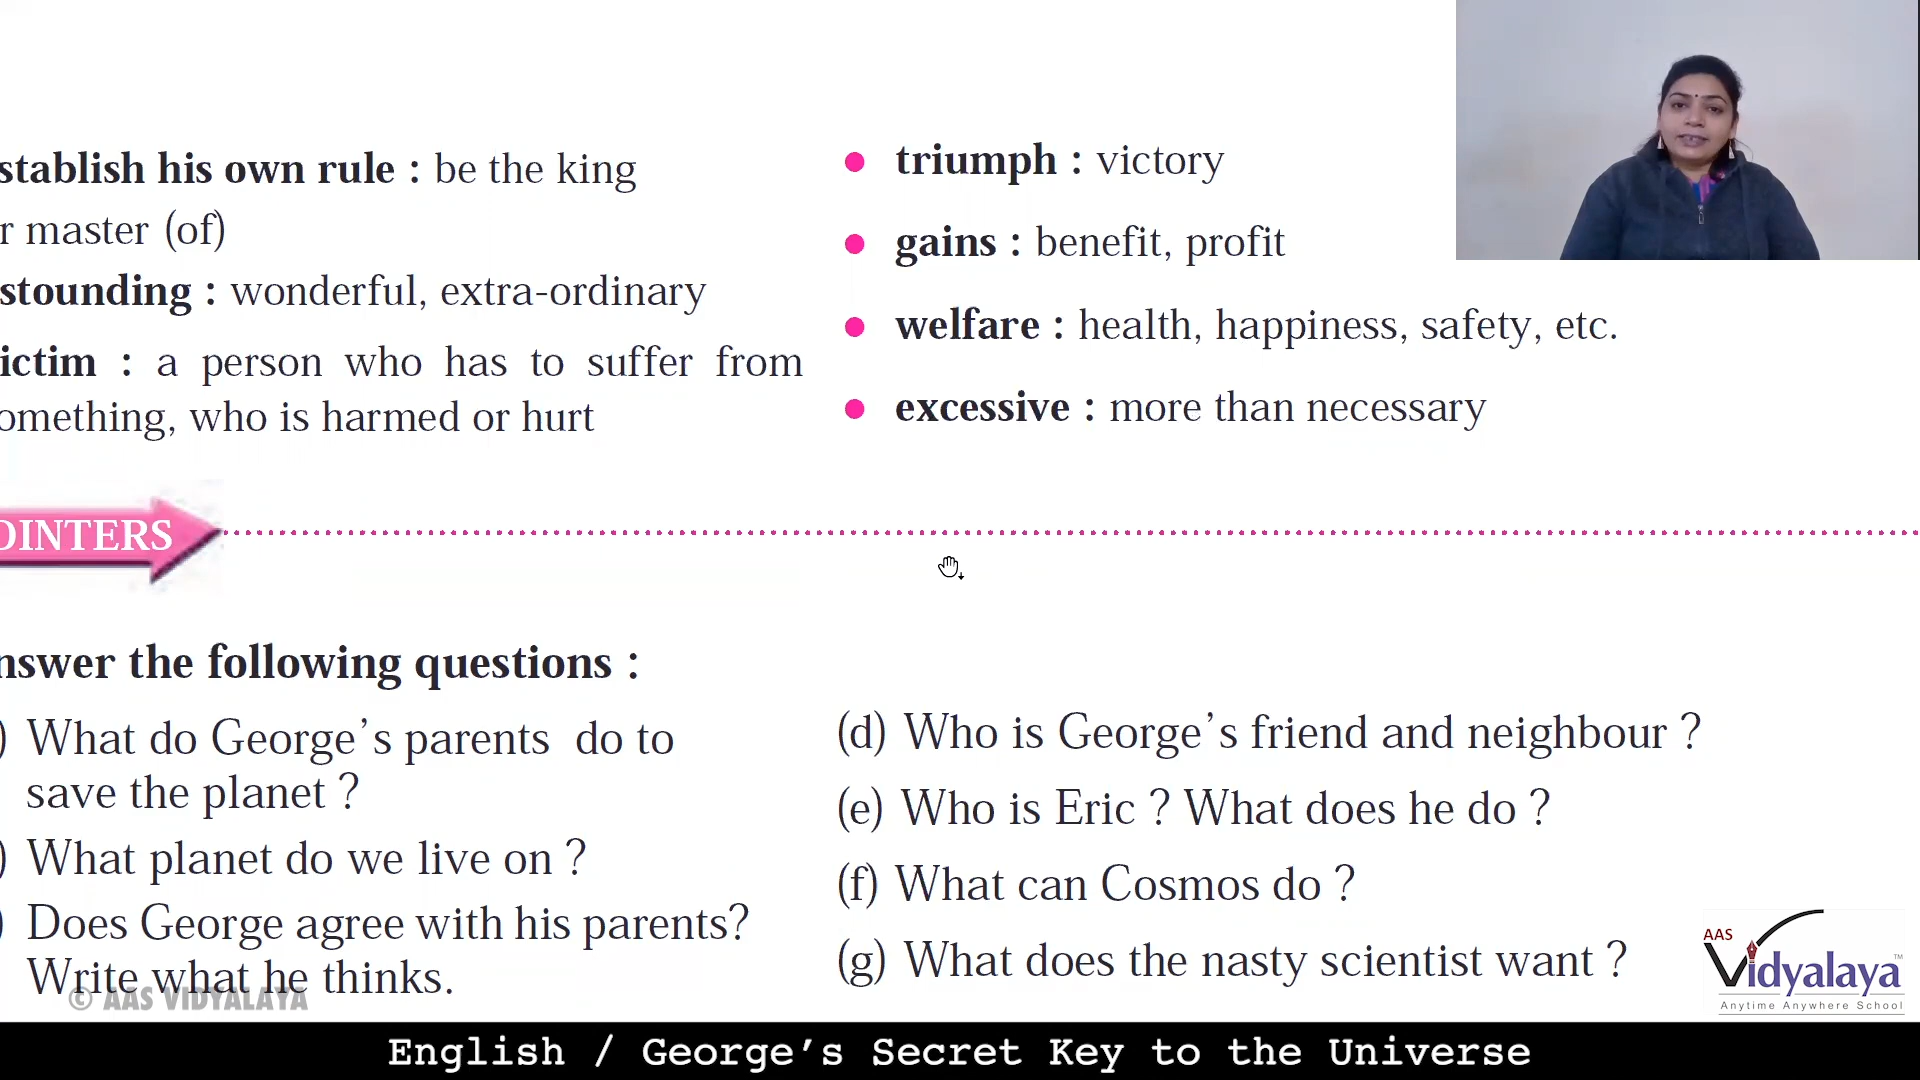 stablish his own rule : be the king
r master (of)
stounding : wonderful, extra-ordinary
ictim : a person who has to suffer from
omething, who is harmed or hurt
triumph : victory
gains : benefit, profit
welfare : health, happiness, safety, etc.
excessive : more than necessary
OINTERS
nswer the following questions :
) What do George's parents do to
save the planet ?
) What planet do we live on ?
) Does George agree with his parents?
Write what he thinks.
(d) Who is George's friend and neighbour ?
(e) Who is Eric ? What does he do ?
(f) What can Cosmos do ?
(g) What does the nasty scientist want ?
© AAS VIDYALAYA
AAS
Vidyalaya™
Anytime Anywhere School
English / George's Secret Key to the Universe